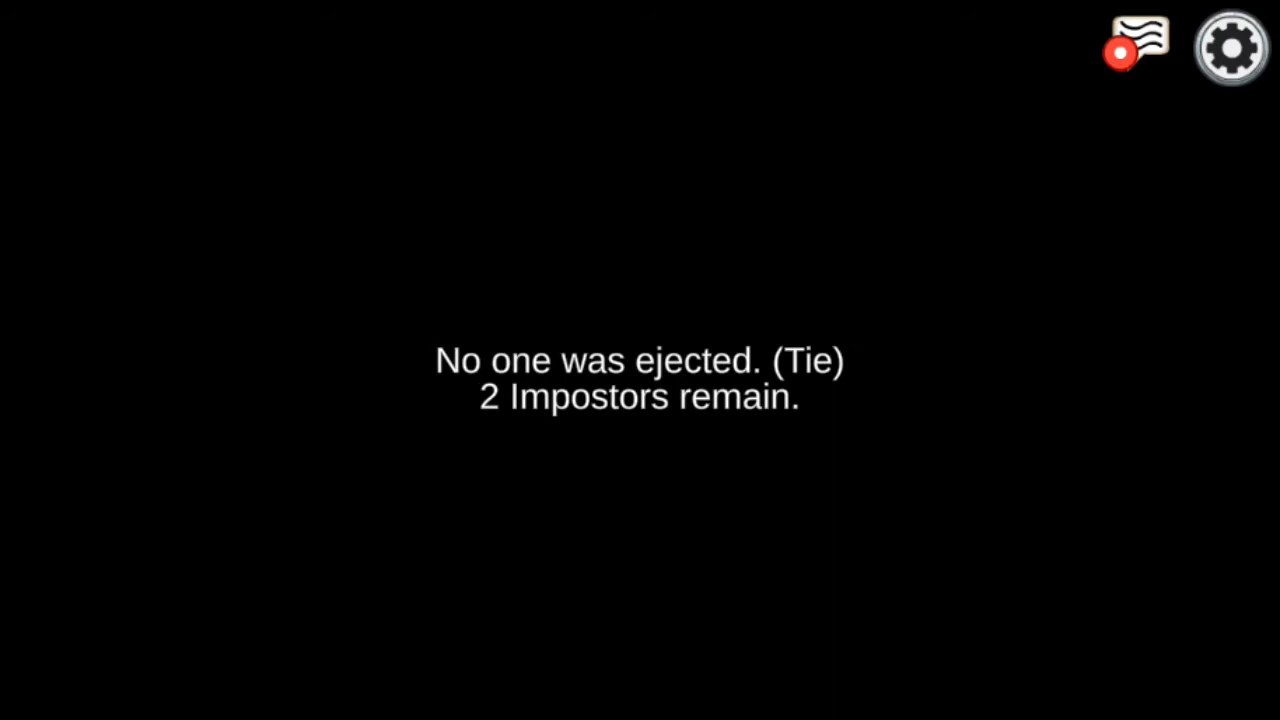 No one was ejected. (Tie)
2 Impostors remain.